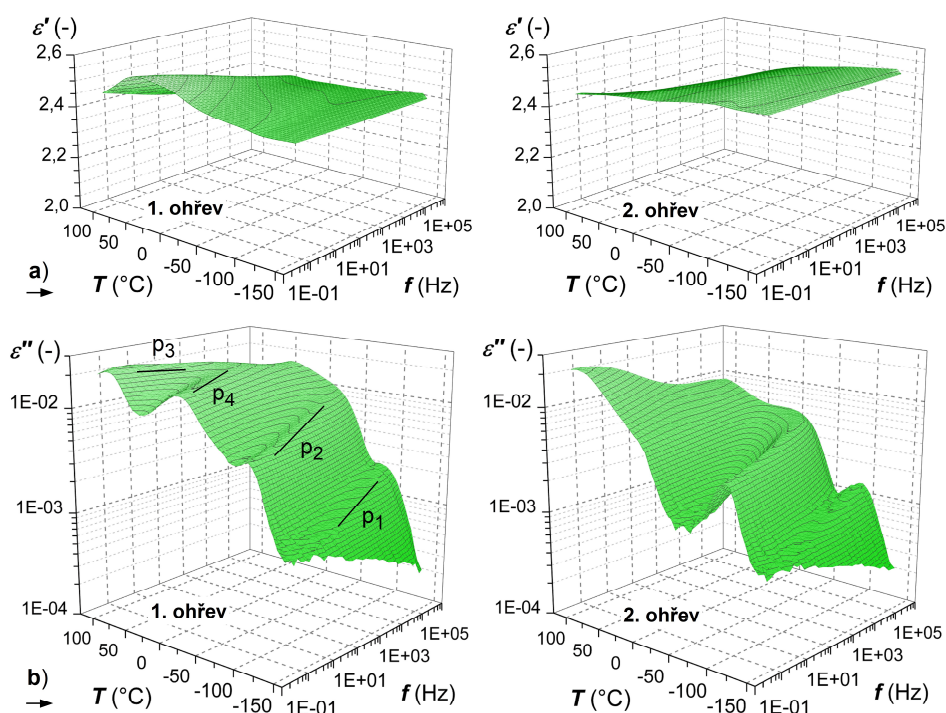 ε' (-)
2,6
2,4
2,2
2,0
100
50
0
-50
-100
-150
T (°C)
1E-01
1E+01
1E+03
1E+05
f (Hz)
1. ohřev
a)
ε' (-)
2,6
2,4
2,2
2,0
100
50
0
-50
-100
-150
T (°C)
1E-01
1E+01
1E+03
1E+05
f (Hz)
2. ohřev
ε'' (-)
1E-02
1E-03
1E-04
p3
p4
p2
p1
100
50
0
-50
-100
-150
T (°C)
1E-01
1E+01
1E+03
1E+05
f (Hz)
1. ohřev
b)
ε'' (-)
1E-02
1E-03
1E-04
100
50
0
-50
-100
-150
T (°C)
1E-01
1E+01
1E+03
1E+05
f (Hz)
2. ohřev